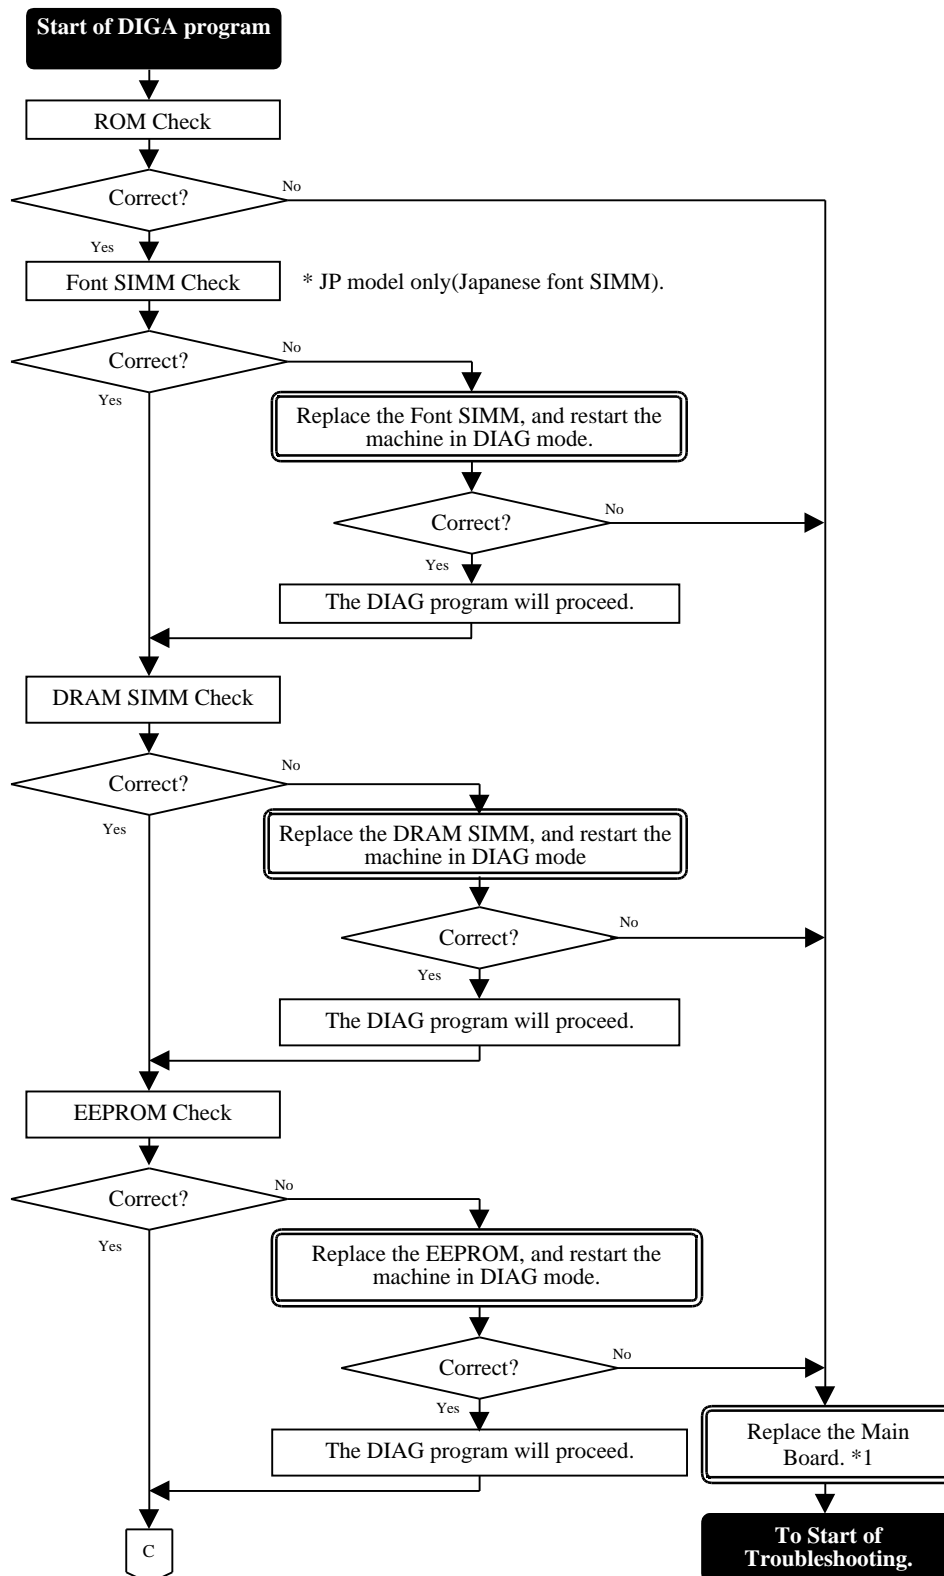 Start of DIGA program
ROM Check
Correct?
No
Yes
Font SIMM Check
* JP model only(Japanese font SIMM).
Correct?
No
Yes
Replace the Font SIMM, and restart the
machine in DIAG mode.
Correct?
No
Yes
The DIAG program will proceed.
DRAM SIMM Check
Correct?
No
Yes
Replace the DRAM SIMM, and restart the
machine in DIAG mode
Correct?
No
Yes
The DIAG program will proceed.
EEPROM Check
Correct?
No
Yes
Replace the EEPROM, and restart the
machine in DIAG mode.
Correct?
No
Yes
The DIAG program will proceed.
Replace the Main
Board. *1
C
To Start of
Troubleshooting.